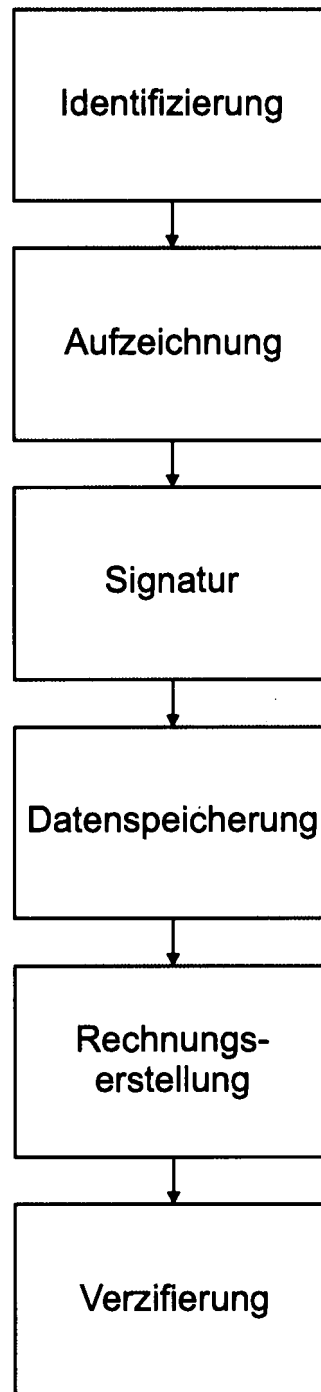 Identifizierung
Aufzeichnung
Signatur
Datenspeicherung
Rechnungs-
erstellung
Verzifierung